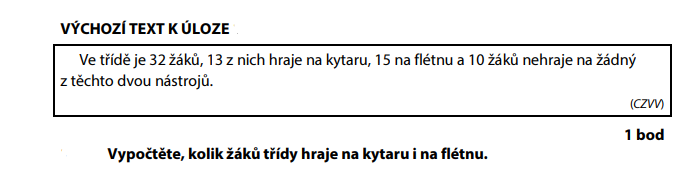 VÝCHOZÍ TEXT K ÚLOZE
Ve třídě je 32 žáků, 13 z nich hraje na kytaru, 15 na flétnu a 10 žáků nehraje na žádný
z těchto dvou nástrojů.
(CZVV)
1 bod
Vypočtěte, kolik žáků třídy hraje na kytaru i na flétnu.